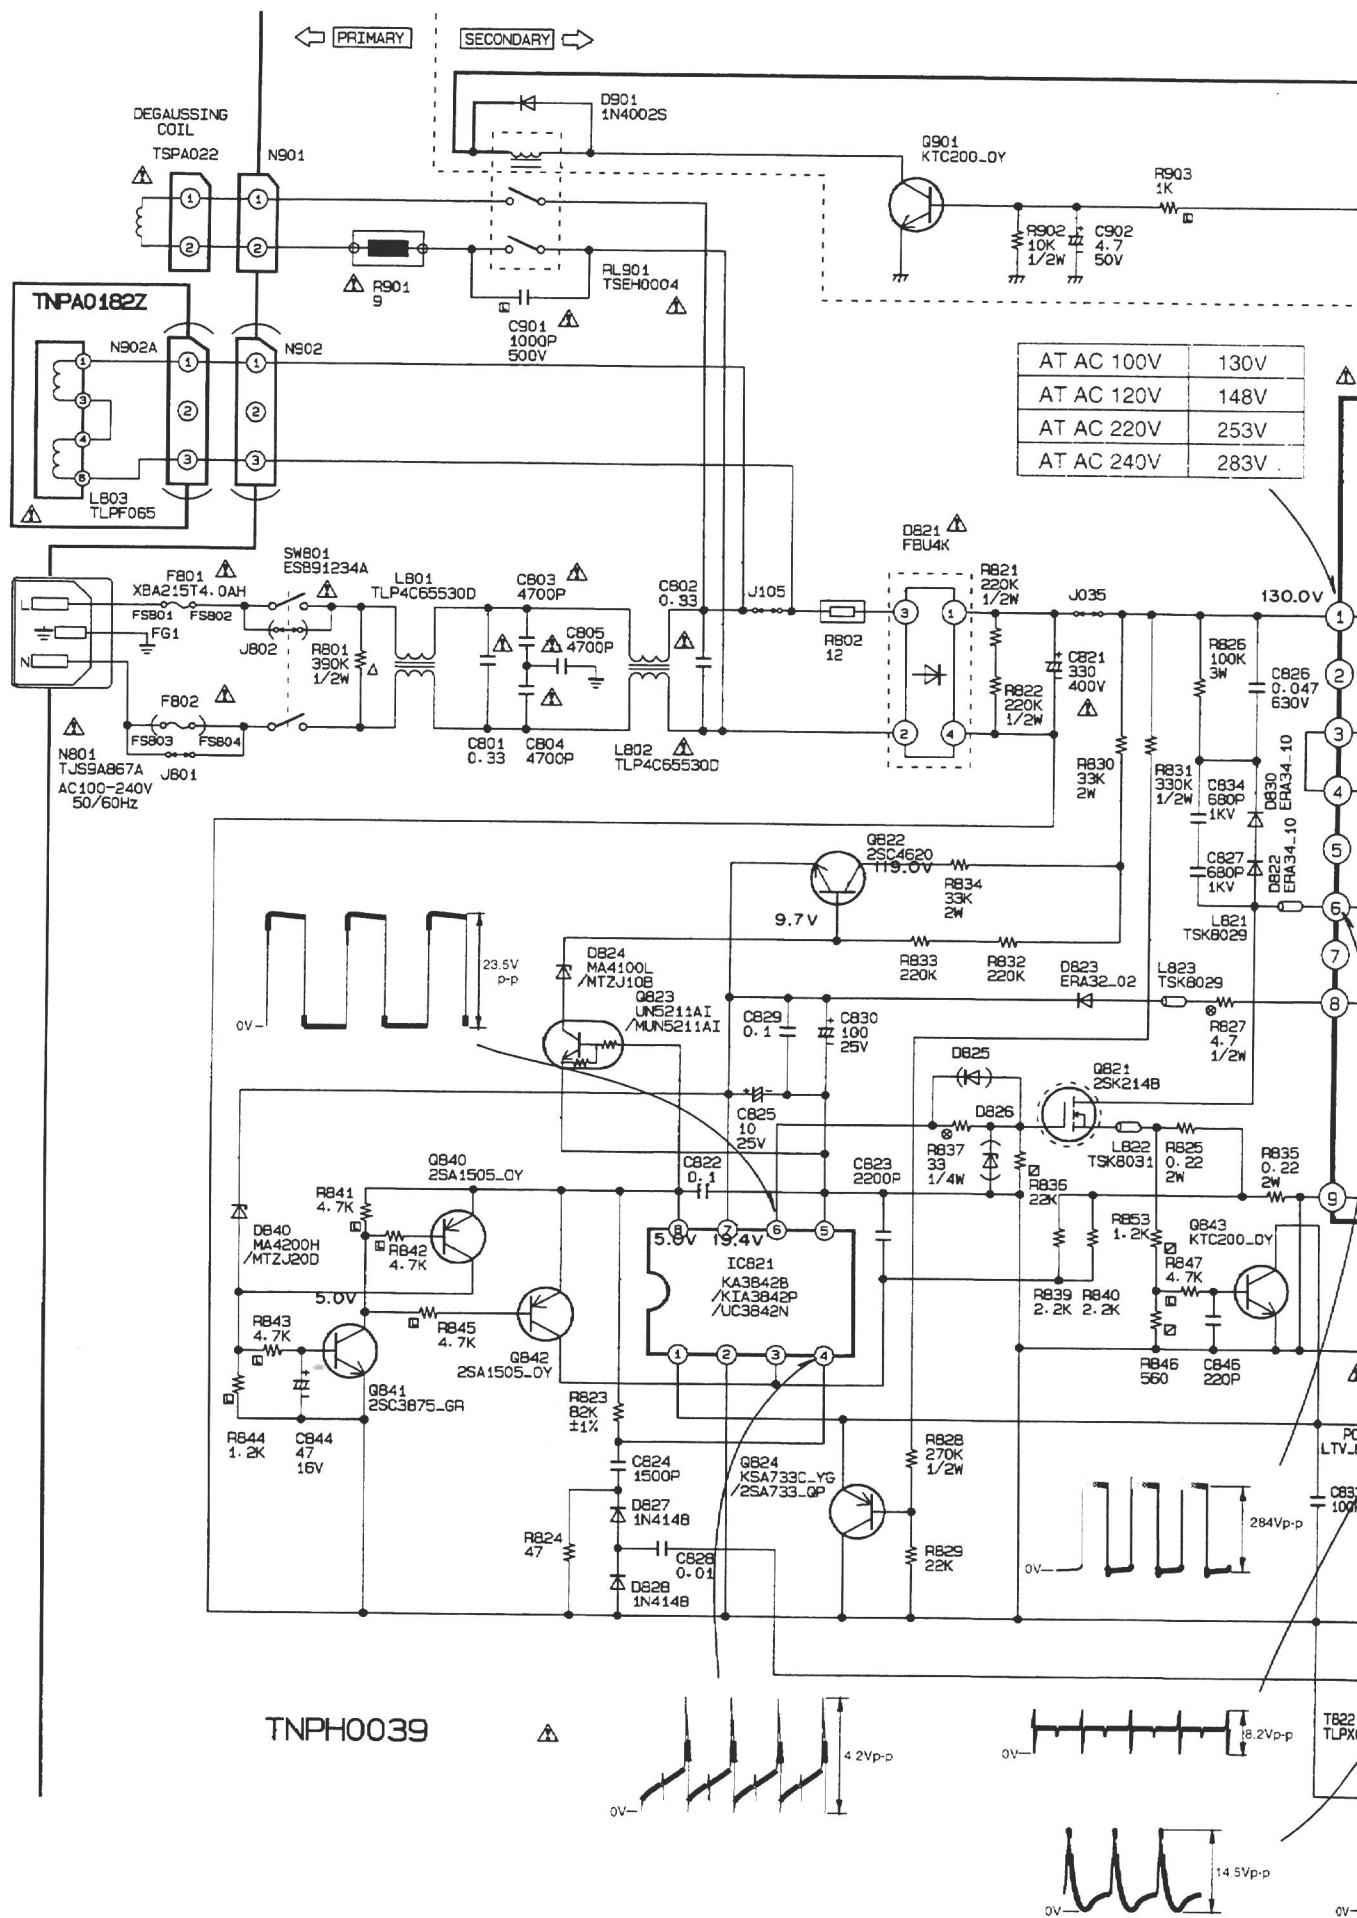 PRIMARY
SECONDARY
DEGAUSSING
COIL
TSPA022
N901
D901
1N4002S
Q901
KTC200_OY
R903
1K
R902
10K
1/2W
C902
4.7
50V
R901
9
RL901
TSEH0004
C901
1000P
500V
TNPA0182Z
N902A
N902
L803
TLPF065
AT AC 100V 130V
AT AC 120V 148V
AT AC 220V 253V
AT AC 240V 283V
F801
XBA215T4.0AH
FS801 FS802
FG1
L
N
SW801
ESB91234A
J802
R801
390K
1/2W
L801
TLP4C65530D
C803
4700P
C805
4700P
C802
0.33
J105
R802
12
D821
FBU4K
R821
220K
1/2W
R822
220K
1/2W
C821
330
400V
J035
130.0V
R826
100K
3W
C826
0.047
630V
F802
FS803 FS804
J801
N801
TJS9A867A
AC100-240V
50/60Hz
C801
0.33
C804
4700P
L802
TLP4C65530D
R830
33K
2W
R831
330K
1/2W
C834
680P
1KV
D830
ERA34_10
C827
680P
1KV
D822
ERA34_10
L821
TSK8029
Q822
2SC4620
119.0V
R834
33K
2W
9.7V
R833
220K
R832
220K
D823
ERA32_02
L823
TSK8029
R827
4.7
1/2W
23.5V
p-p
0V
D824
MA4100L
/MTZJ10B
Q823
UN5211AI
/MUN5211AI
C829
0.1
C830
100
25V
C825
10
25V
D825
D826
Q821
2SK2148
R837
33
1/4W
L822
TSK8031
R825
0.22
2W
R835
0.22
2W
R836
22K
C822
0.1
C823
2200P
Q840
2SA1505_OY
R841
4.7K
R842
4.7K
D840
MA4200H
/MTZJ20D
5.0V
R843
4.7K
R845
4.7K
Q842
2SA1505_OY
Q841
2SC3875_GR
R844
1.2K
C844
47
16V
5.0V 19.4V
IC821
KA3842B
/KIA3842P
/UC3842N
R839
2.2K
R840
2.2K
R853
1.2K
Q843
KTC200_OY
R847
4.7K
R846
560
C846
220P
R823
82K
±1%
C824
1500P
D827
1N4148
R824
47
C828
0.01
D828
1N4148
Q824
KSA733C_YG
/2SA733_QP
R828
270K
1/2W
R829
22K
284Vp-p
0V
TNPH0039
4.2Vp-p
0V
8.2Vp-p
0V
T822
14.5Vp-p
0V
0V